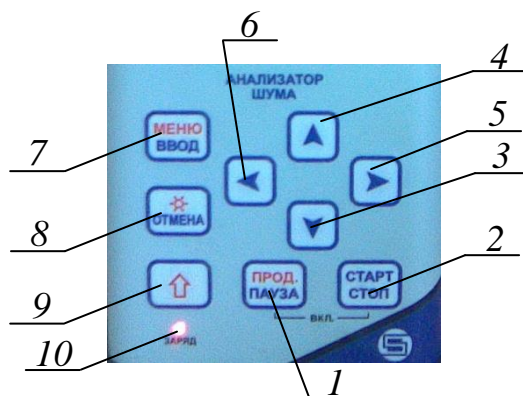 6
4
АНАЛИЗАТОР
ШУМА
МЕНЮ
ВВОД
5
7
3
ОТМЕНА
8
2
ПРОД.
ПАУЗА
СТАРТ
СТОП
9
ВКЛ.
ЗАРЯД
10
1